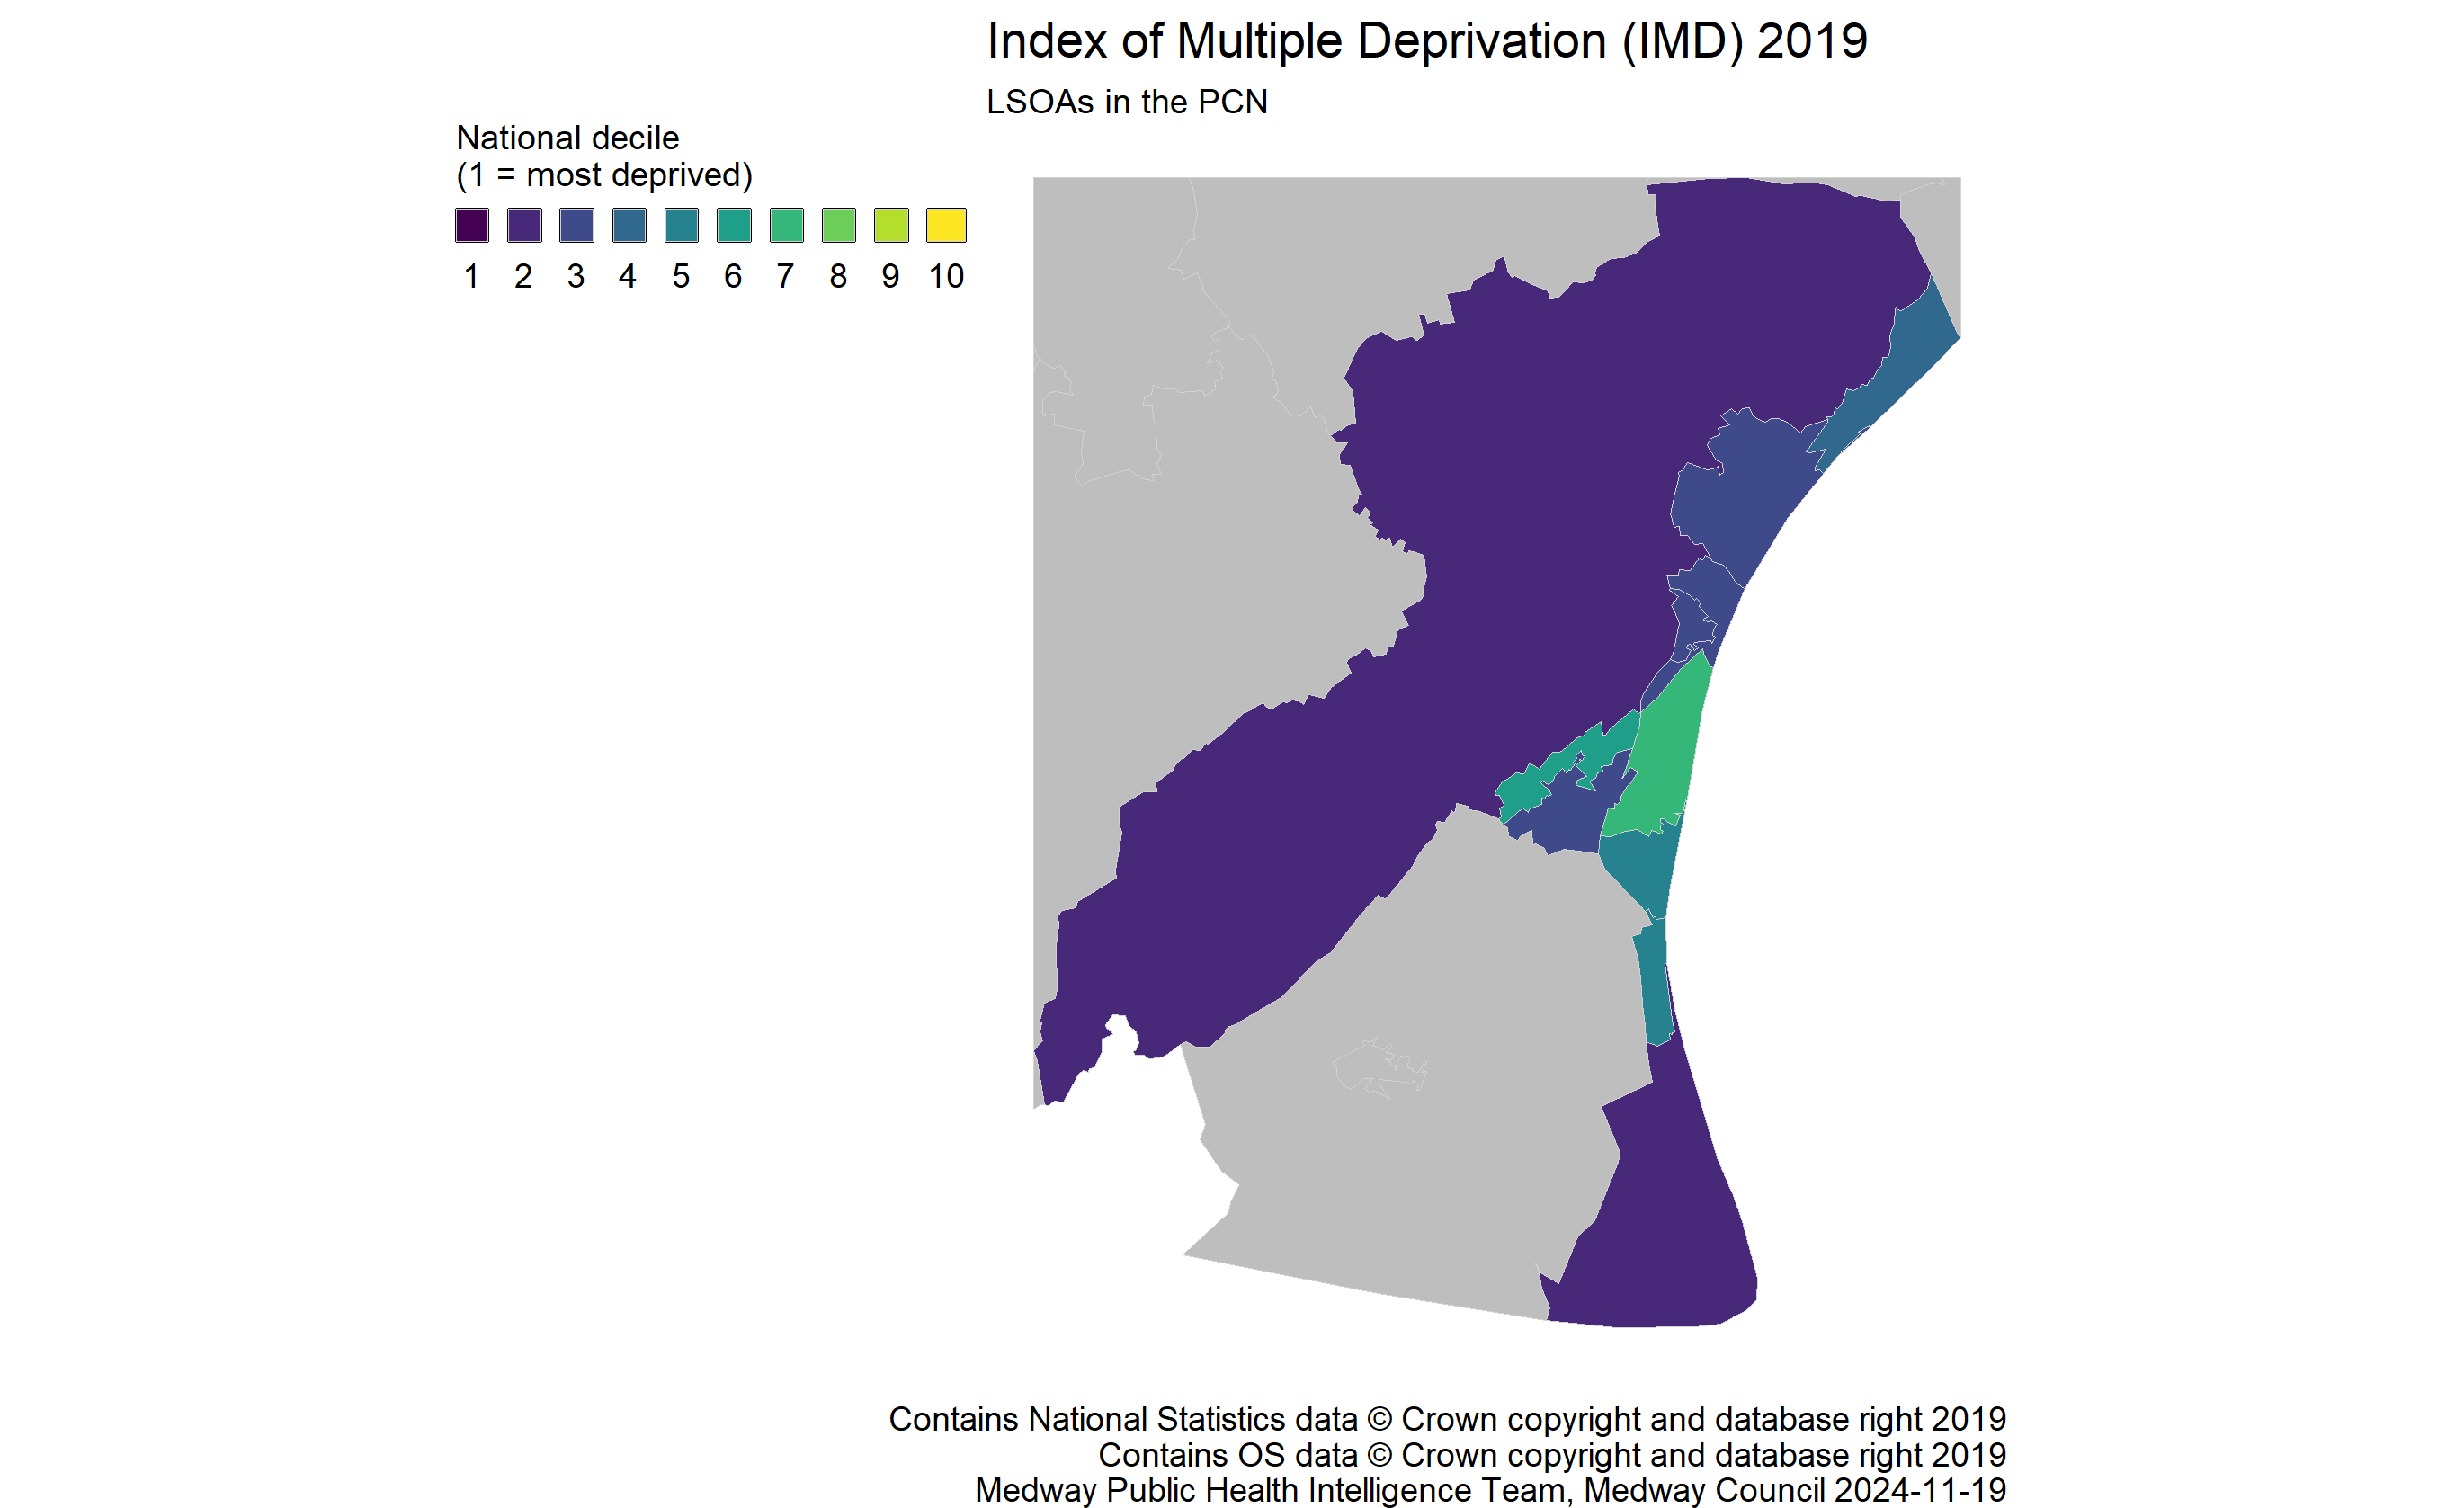 Index of Multiple Deprivation (IMD) 2019
LSOAs in the PCN
National decile
(1 = most deprived)
1 2 3 4 5 6 7 8 9 10
Contains National Statistics data © Crown copyright and database right 2019
Contains OS data © Crown copyright and database right 2019
Medway Public Health Intelligence Team, Medway Council 2024-11-19